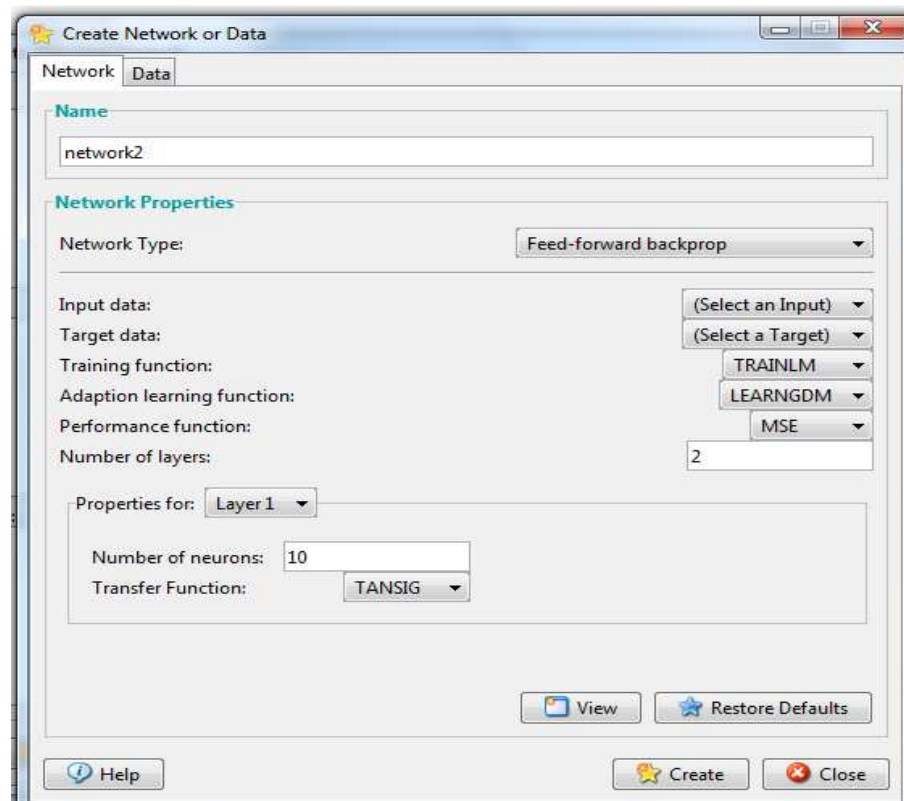 Create Network or Data
Network Data
Name
network2
Network Properties
Network Type: Feed-forward backprop
Input data: (Select an Input)
Target data: (Select a Target)
Training function: TRAINLM
Adaption learning function: LEARNGDM
Performance function: MSE
Number of layers: 2
Properties for: Layer 1
Number of neurons: 10
Transfer Function: TANSIG
View Restore Defaults
Help Create Close